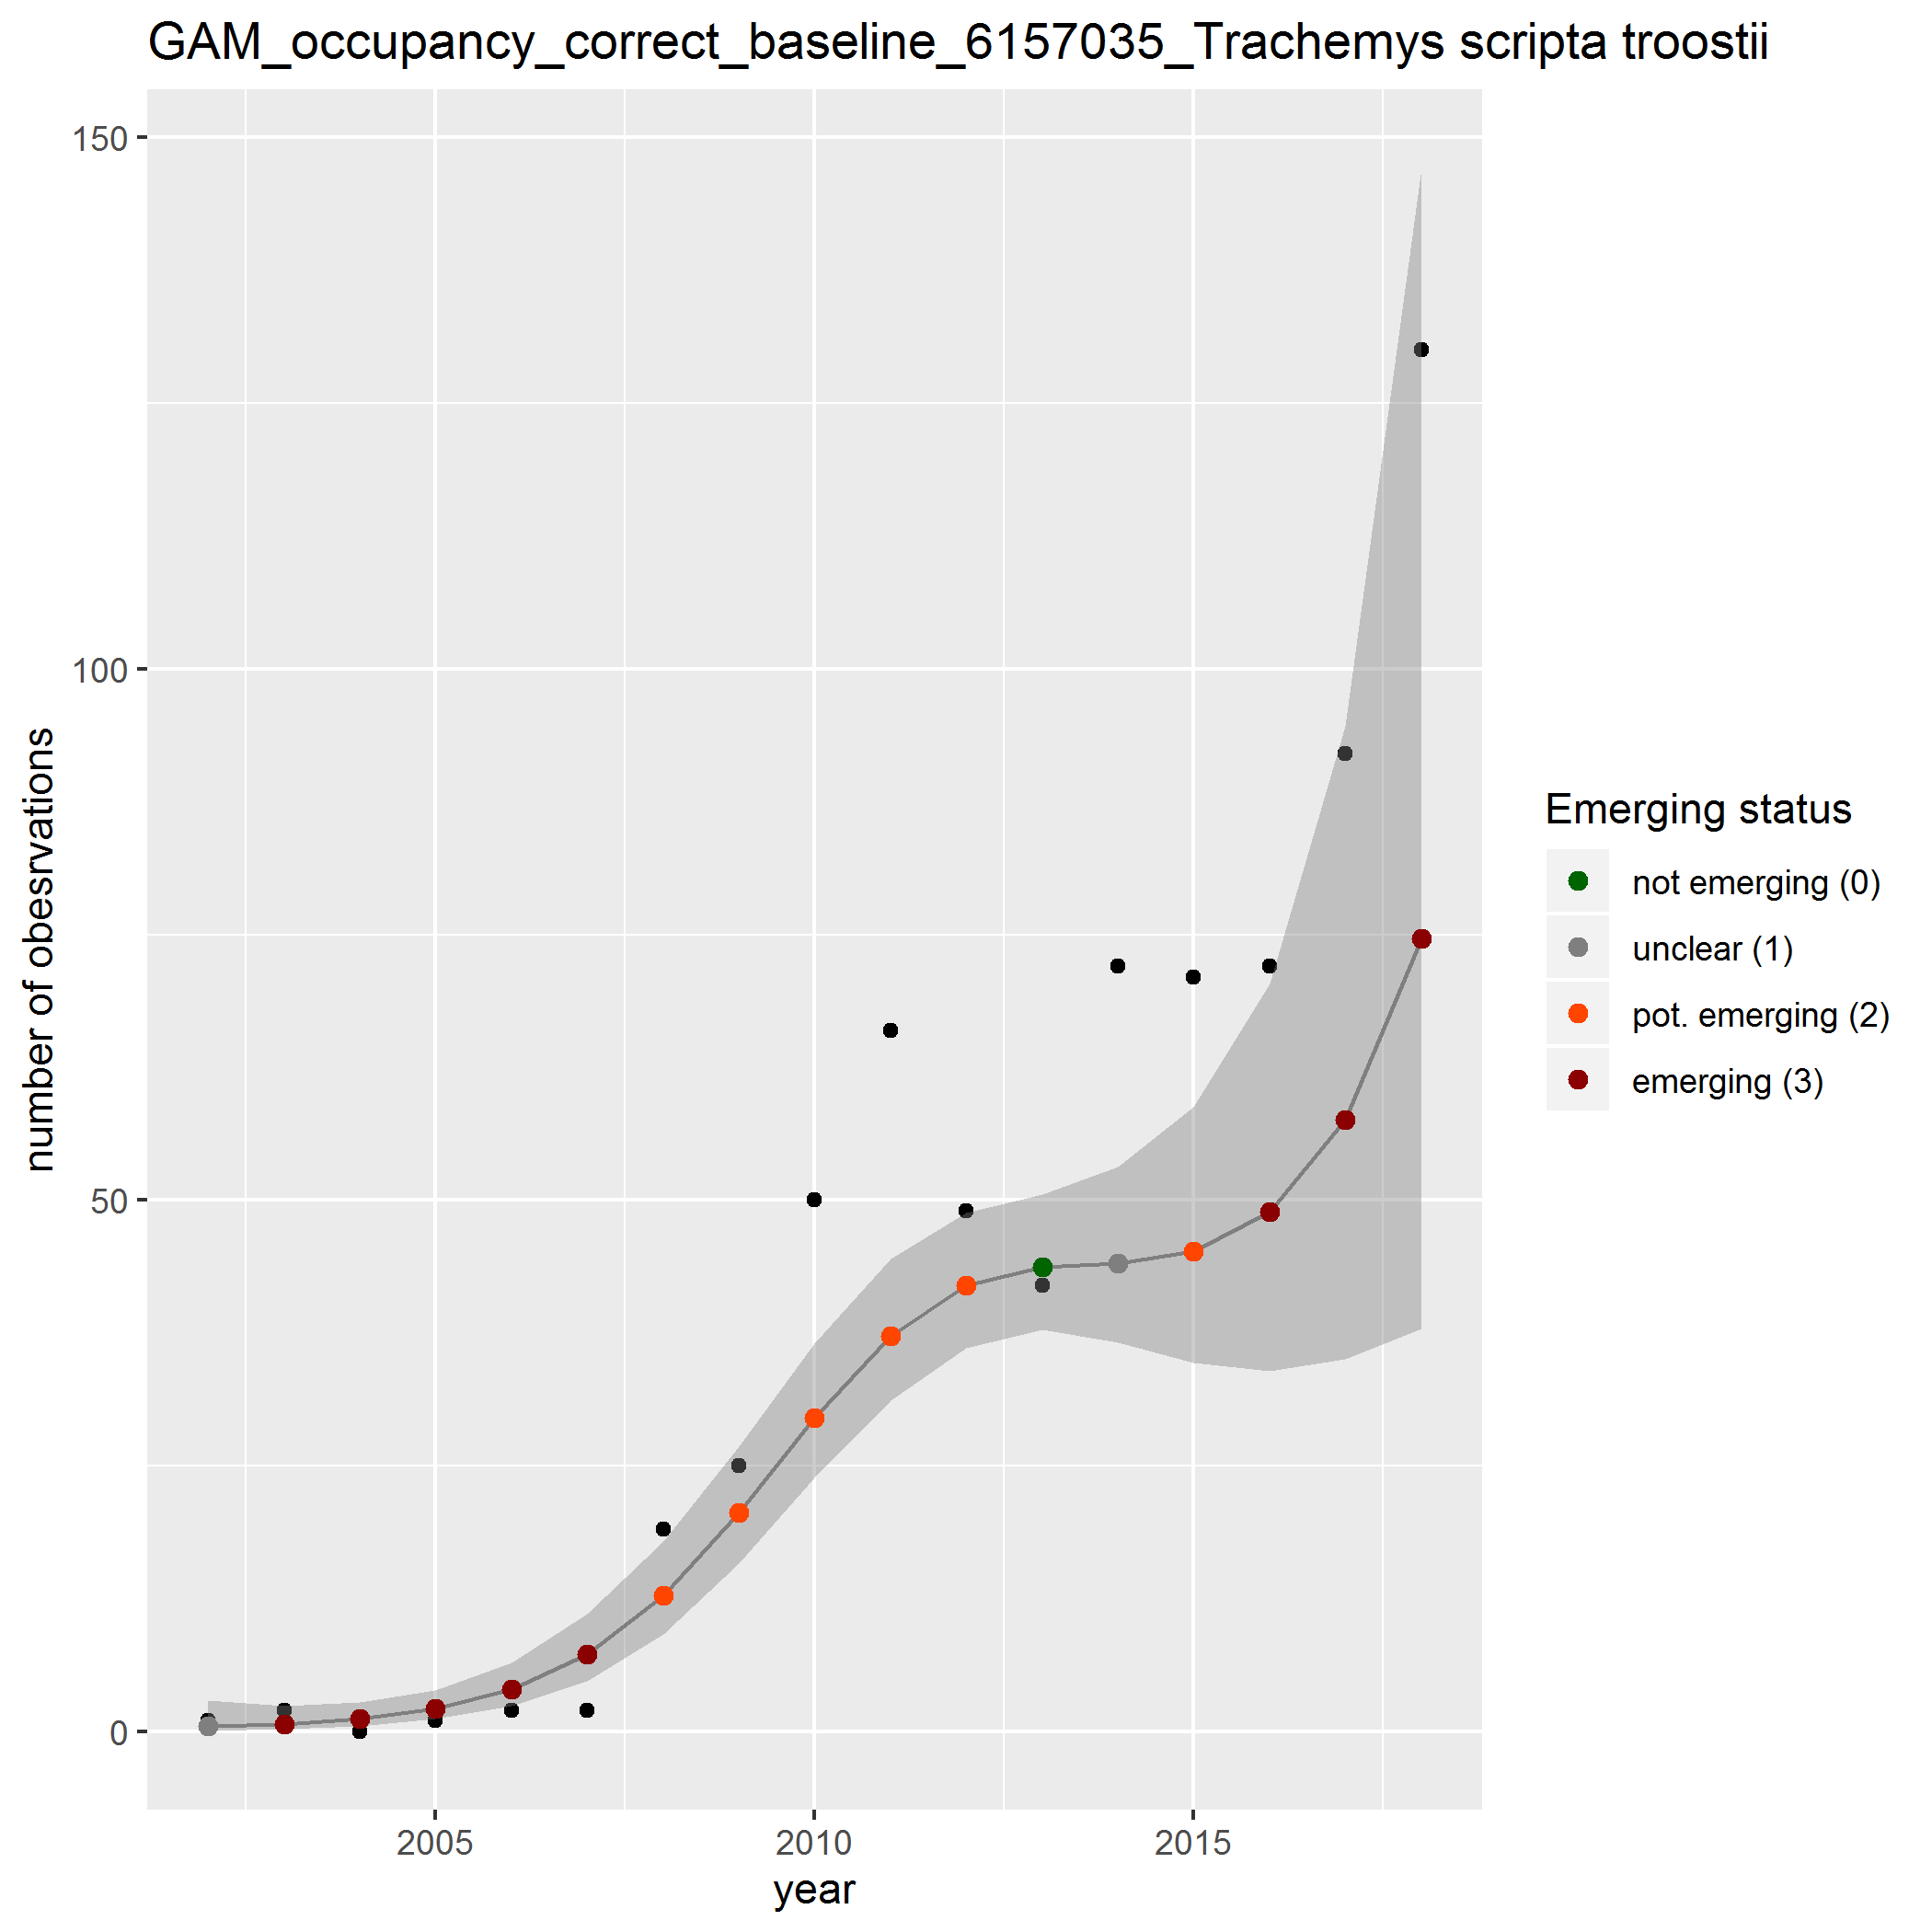 GAM_occupancy_correct_baseline_6157035_Trachemys scripta troostii
150
100
50
0
number of obesrvations
2005
2010
2015
year
Emerging status
not emerging (0)
unclear (1)
pot. emerging (2)
emerging (3)